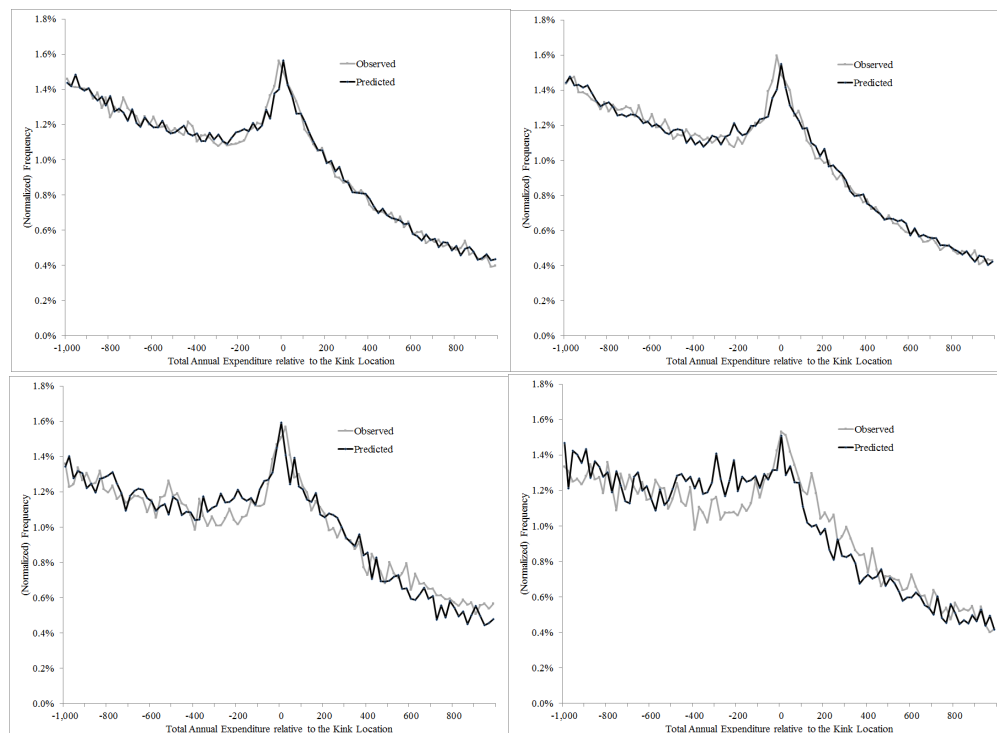 1.8%
1.6%
1.4%
1.2%
1.0%
0.8%
0.6%
0.4%
0.2%
0.0%
(Normalized) Frequency
Observed
Predicted
-1,000 -800 -600 -400 -200 0 200 400 600 800
Total Annual Expenditure relative to the Kink Location
1.8%
1.6%
1.4%
1.2%
1.0%
0.8%
0.6%
0.4%
0.2%
0.0%
(Normalized) Frequency
Observed
Predicted
-1,000 -800 -600 -400 -200 0 200 400 600 800
Total Annual Expenditure relative to the Kink Location
1.8%
1.6%
1.4%
1.2%
1.0%
0.8%
0.6%
0.4%
0.2%
0.0%
(Normalized) Frequency
Observed
Predicted
-1,000 -800 -600 -400 -200 0 200 400 600 800
Total Annual Expenditure relative to the Kink Location
1.8%
1.6%
1.4%
1.2%
1.0%
0.8%
0.6%
0.4%
0.2%
0.0%
(Normalized) Frequency
Observed
Predicted
-1,000 -800 -600 -400 -200 0 200 400 600 800
Total Annual Expenditure relative to the Kink Location